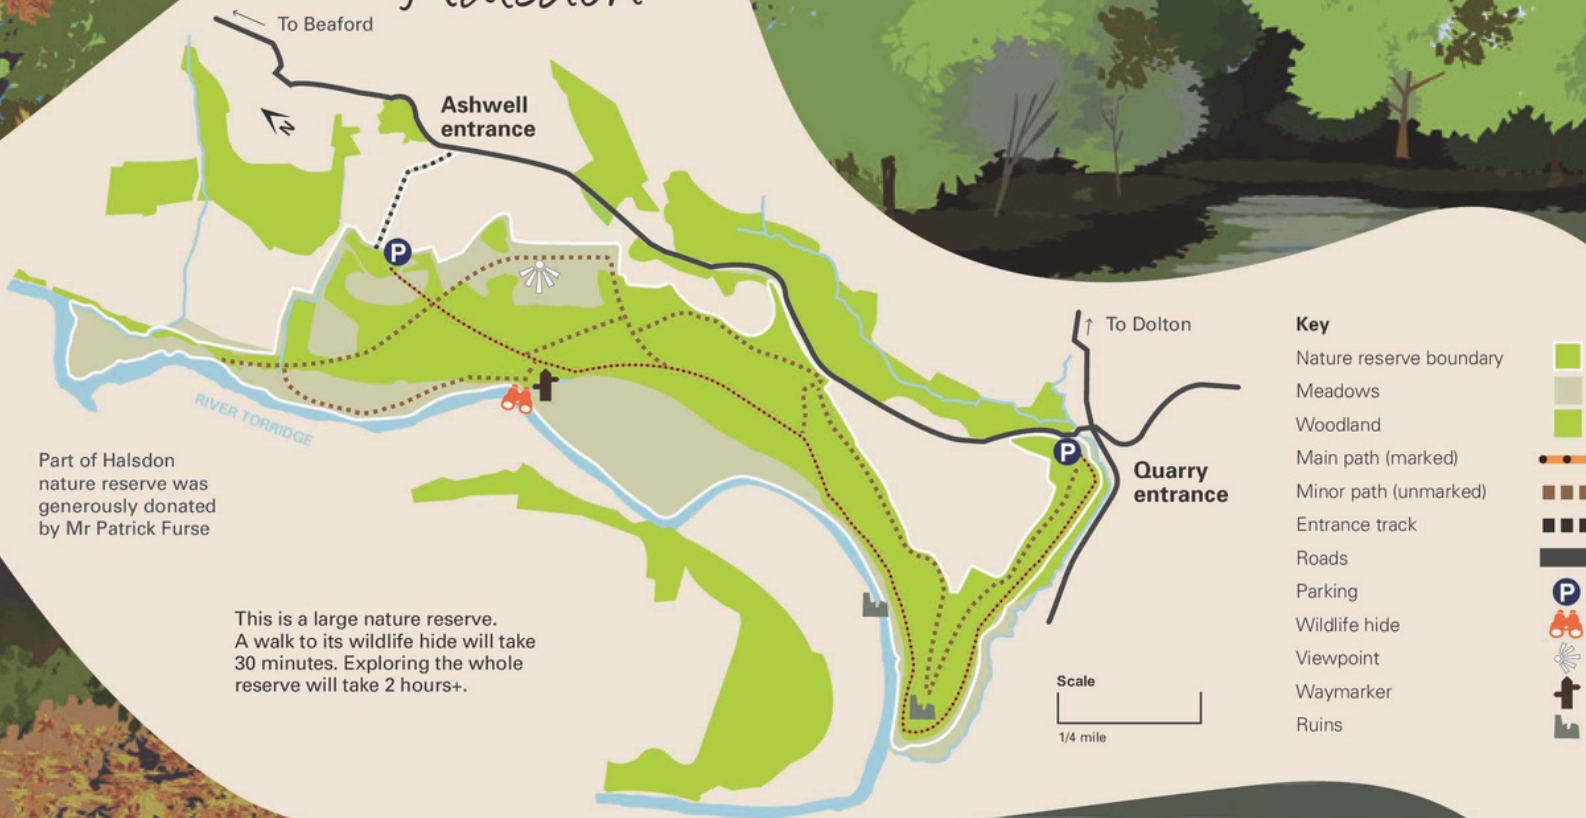 To Beaford
N
Ashwell
entrance
To Dolton
Quarry
entrance
P
P
RIVER TORRIDGE
Part of Halsdon
nature reserve was
generously donated
by Mr Patrick Furse
This is a large nature reserve.
A walk to its wildlife hide will take
30 minutes. Exploring the whole
reserve will take 2 hours+.
Scale
1/4 mile
Key
Nature reserve boundary
Meadows
Woodland
Main path (marked)
Minor path (unmarked)
Entrance track
Roads
Parking
P
Wildlife hide
Viewpoint
Waymarker
Ruins